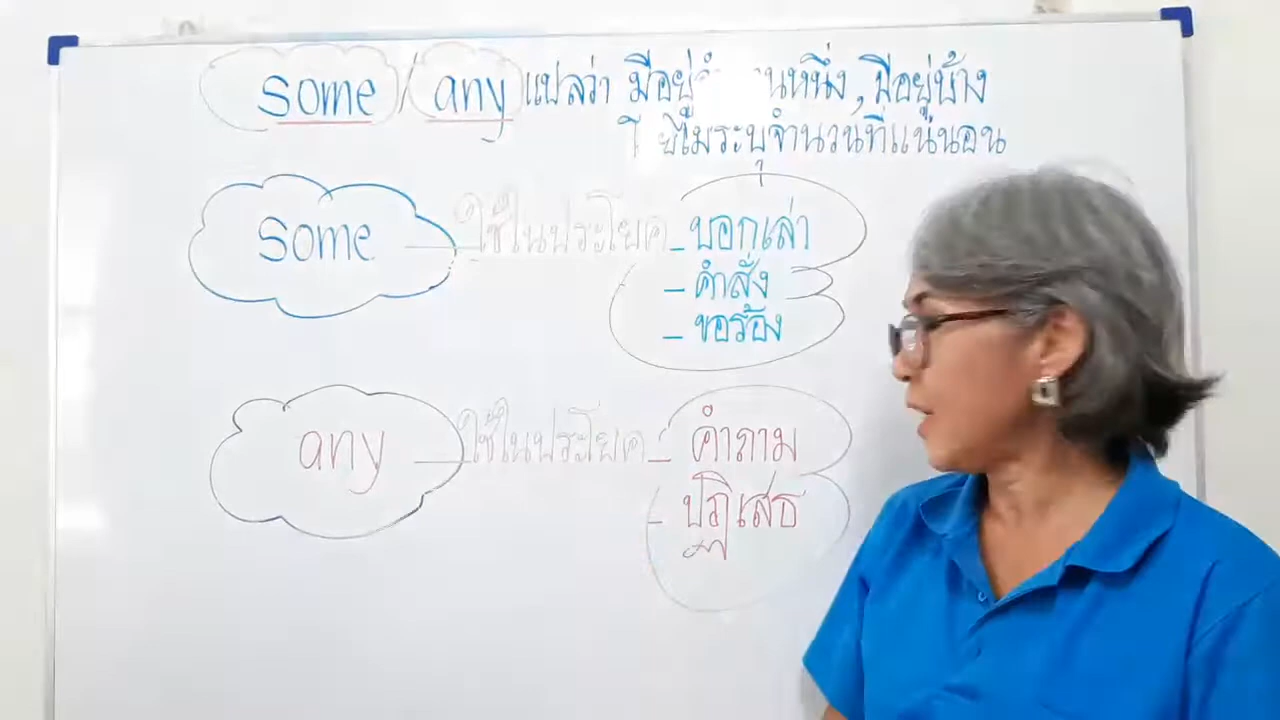 some / any แปลว่า มีอยู่ นหนึ่ง, มีอยู่บ้าง
ไม่ระบุจำนวนที่แน่นอน
some ใช้ในประโยค - บอกเล่า
- คำสั่ง
- ขอร้อง
any ใช้ในประโยค - คำถาม
- ปฏิเสธ